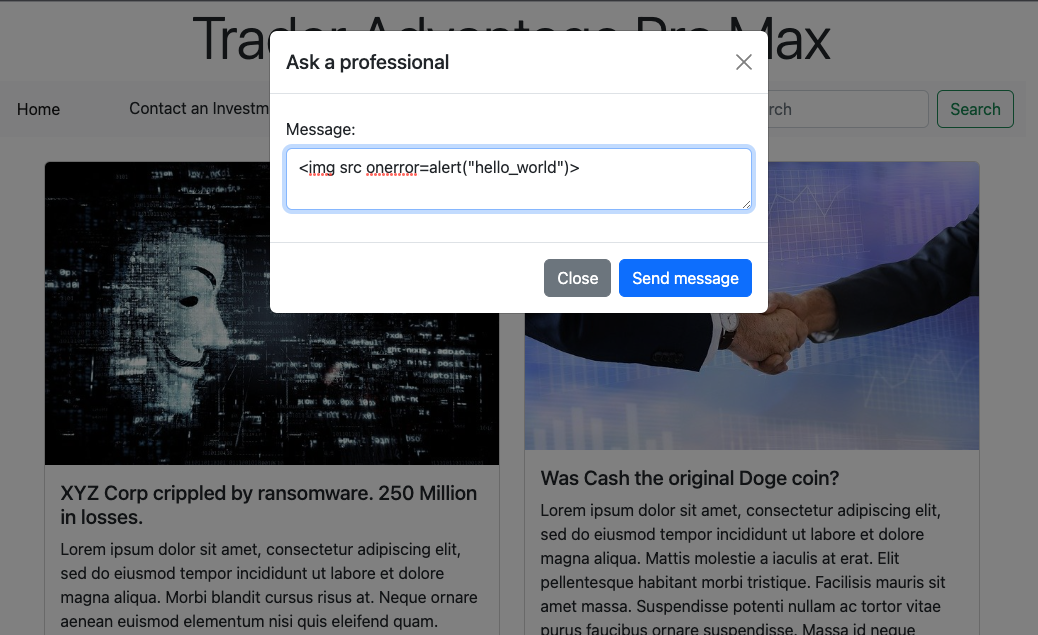 Trader Advantage Pro Max
Ask a professional
Home
Contact an Investm
rch
Search
Message:
<img src onerror=alert("hello_world")>
Close
Send message
XYZ Corp crippled by ransomware. 250 Million
in losses.
Lorem ipsum dolor sit amet, consectetur adipiscing elit,
sed do eiusmod tempor incididunt ut labore et dolore
magna aliqua. Morbi blandit cursus risus at. Neque ornare
aenean euismod elementum nisi quis eleifend quam.
Was Cash the original Doge coin?
Lorem ipsum dolor sit amet, consectetur adipiscing elit,
sed do eiusmod tempor incididunt ut labore et dolore
magna aliqua. Mattis molestie a iaculis at erat. Elit
pellentesque habitant morbi tristique. Facilisis mauris sit
amet massa. Suspendisse potenti nullam ac tortor vitae
purus faucibus ornare suspendisse. Massa id neque